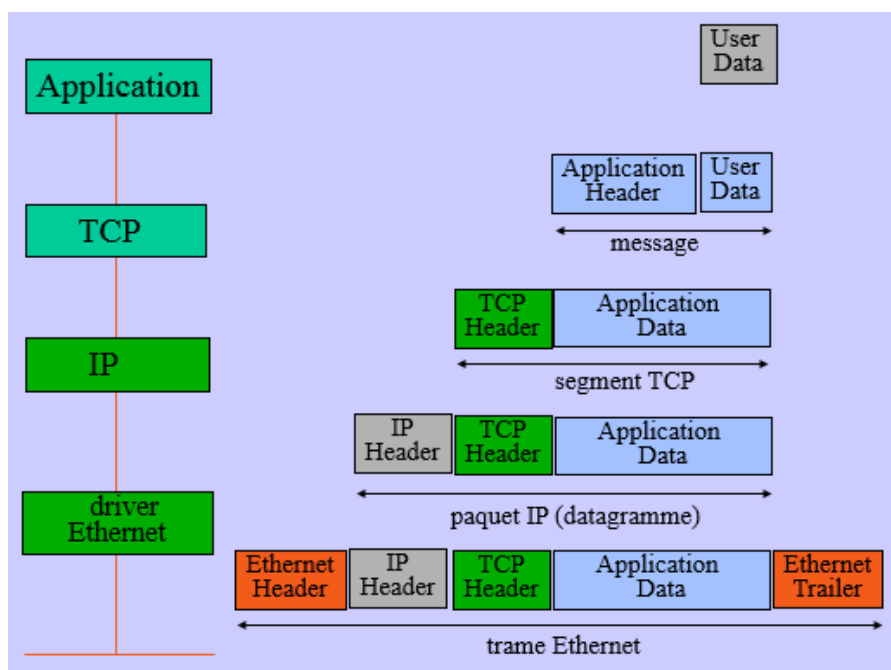 User
Data
Application
Application
Header
User
Data
message
TCP
TCP
Header
Application
Data
segment TCP
IP
IP
Header
TCP
Header
Application
Data
paquet IP (datagramme)
driver
Ethernet
Ethernet
Header
IP
Header
TCP
Header
Application
Data
Ethernet
Trailer
trame Ethernet